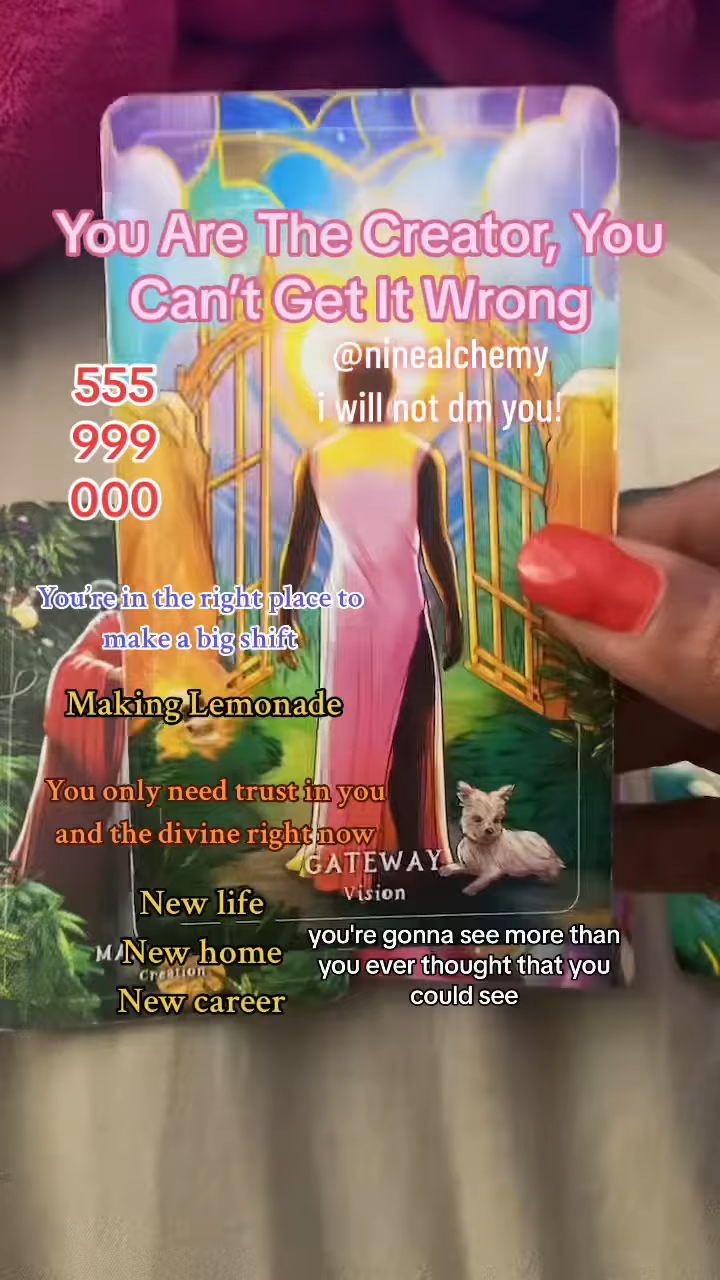 You Are The Creator, You
Can't Get It Wrong
@ninealchemy
i will not dm you!
555
999
000
You're in the right place to
make a big shift
Making Lemonade
You only need trust in you
and the divine right now
GATEWAY
Vision
New life
New home
New career
Creation
you're gonna see more than
you ever thought that you
could see